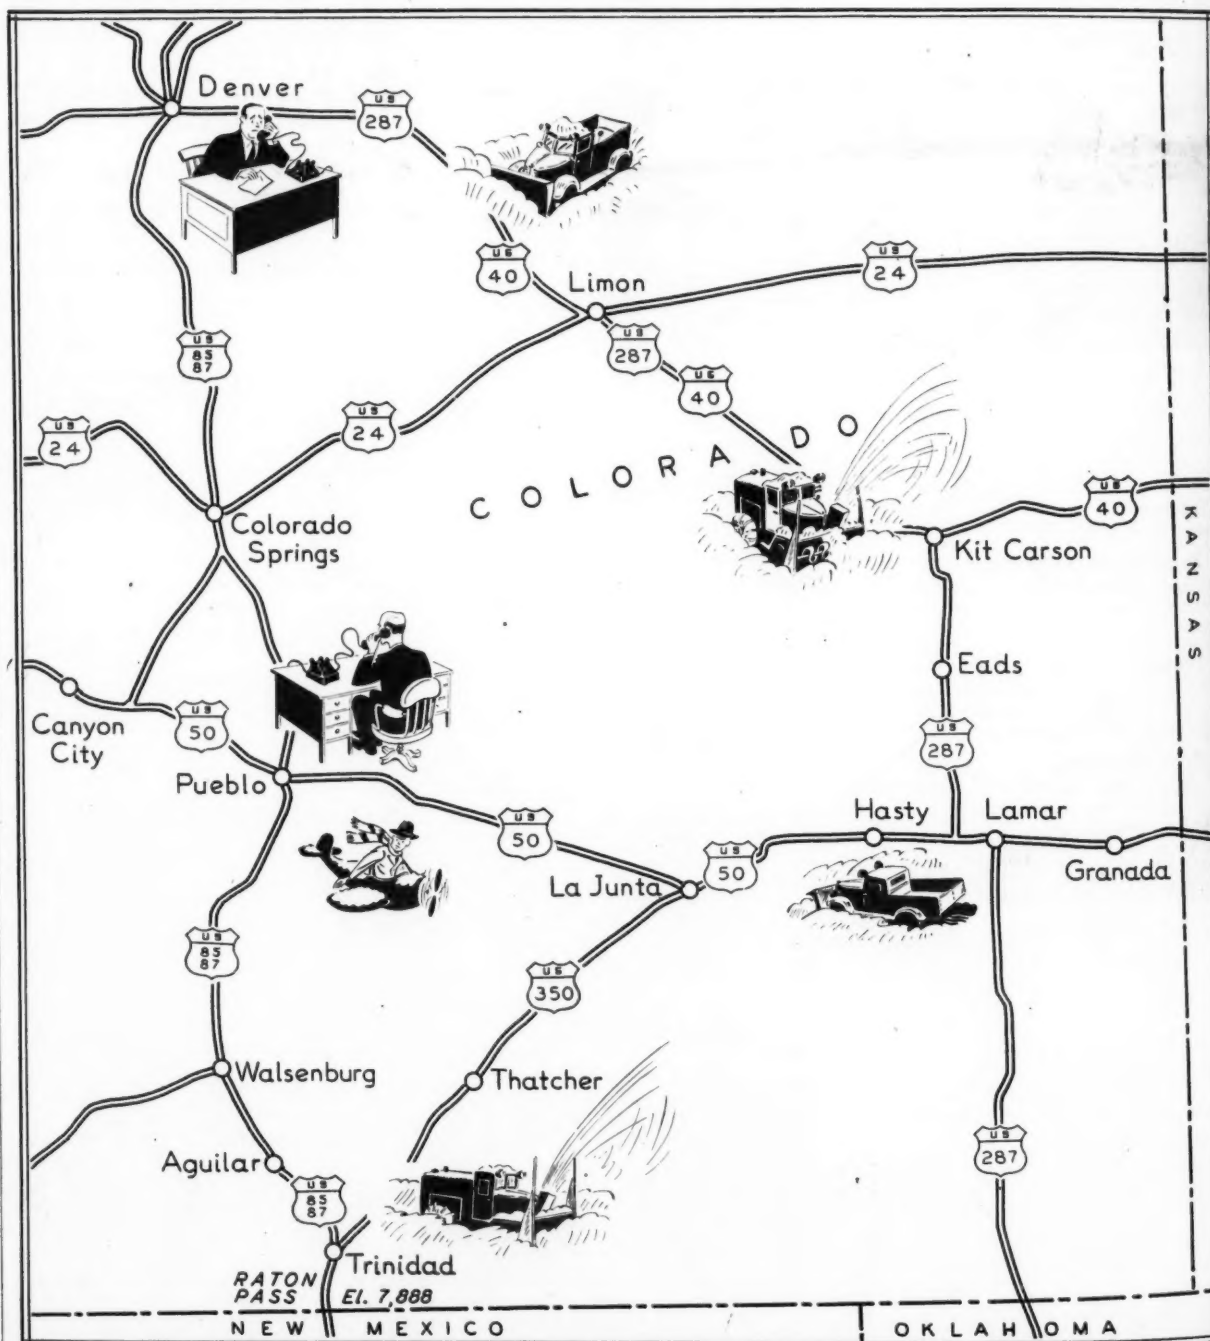 Denver
US
287
US
40
Limon
US
24
US
85
87
US
287
US
40
US
24
US
24
COLORADO
Colorado
Springs
US
40
Kit Carson
KANSAS
Eads
Canyon
City
US
50
Pueblo
US
287
Hasty
Lamar
US
50
US
50
Granada
La Junta
US
85
87
US
350
Walsenburg
Thatcher
Aguilar
US
85
87
US
287
Trinidad
RATON
PASS El. 7,888
NEW MEXICO
OKLAHOMA